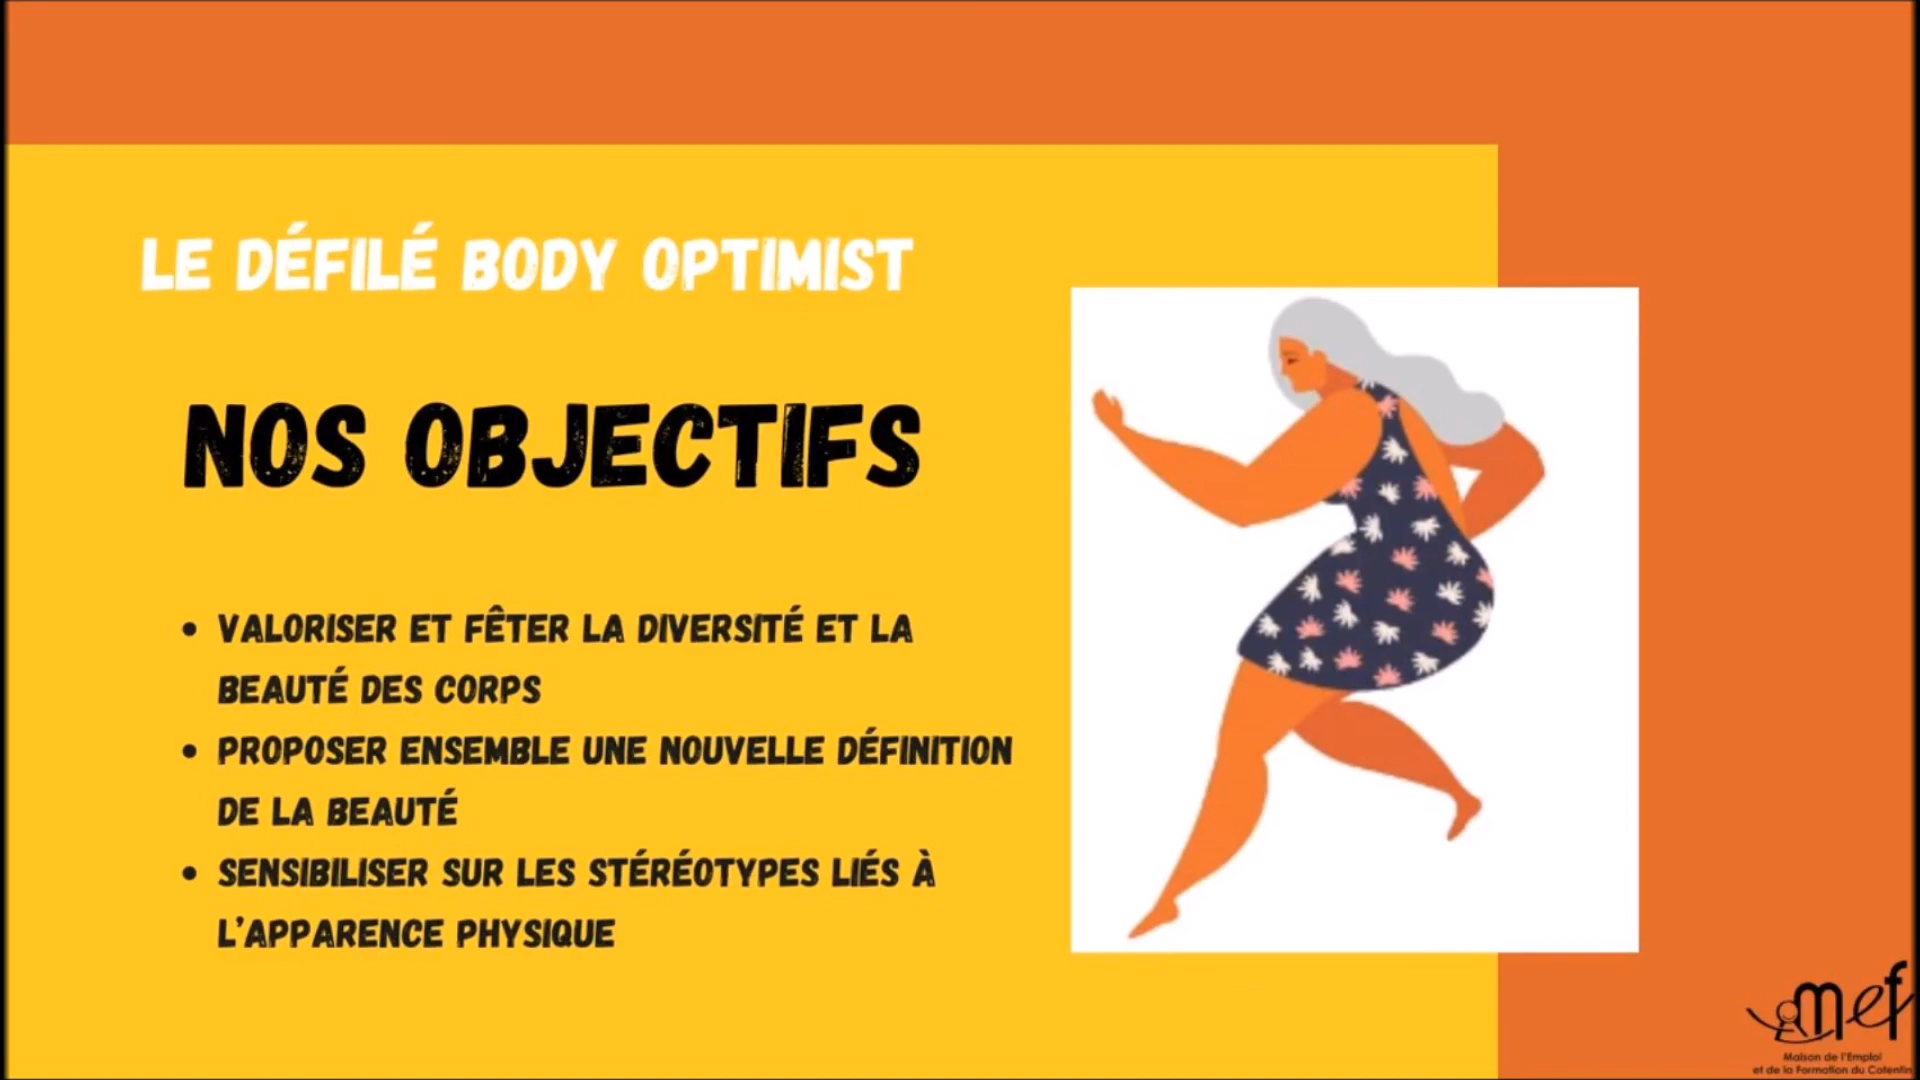 LE DÉFILÉ BODY OPTIMIST
NOS OBJECTIFS
• VALORISER ET FÊTER LA DIVERSITÉ ET LA
BEAUTÉ DES CORPS
• PROPOSER ENSEMBLE UNE NOUVELLE DÉFINITION
DE LA BEAUTÉ
• SENSIBILISER SUR LES STÉRÉOTYPES LIÉS À
L'APPARENCE PHYSIQUE
mef
Maison de l'Emploi
et de la Formation du Cotentin